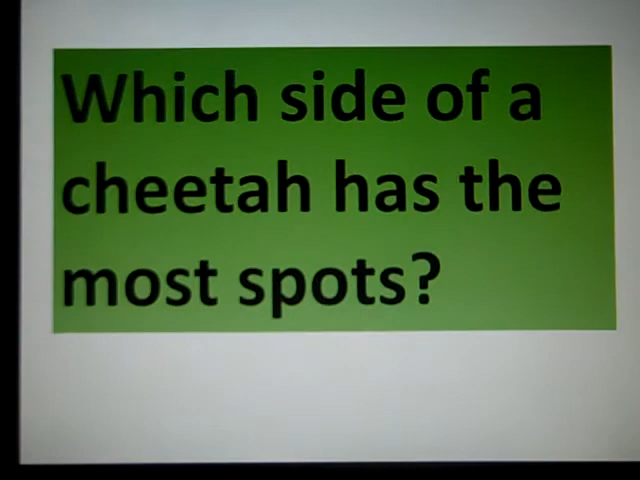 Which side of a
cheetah has the
most spots?